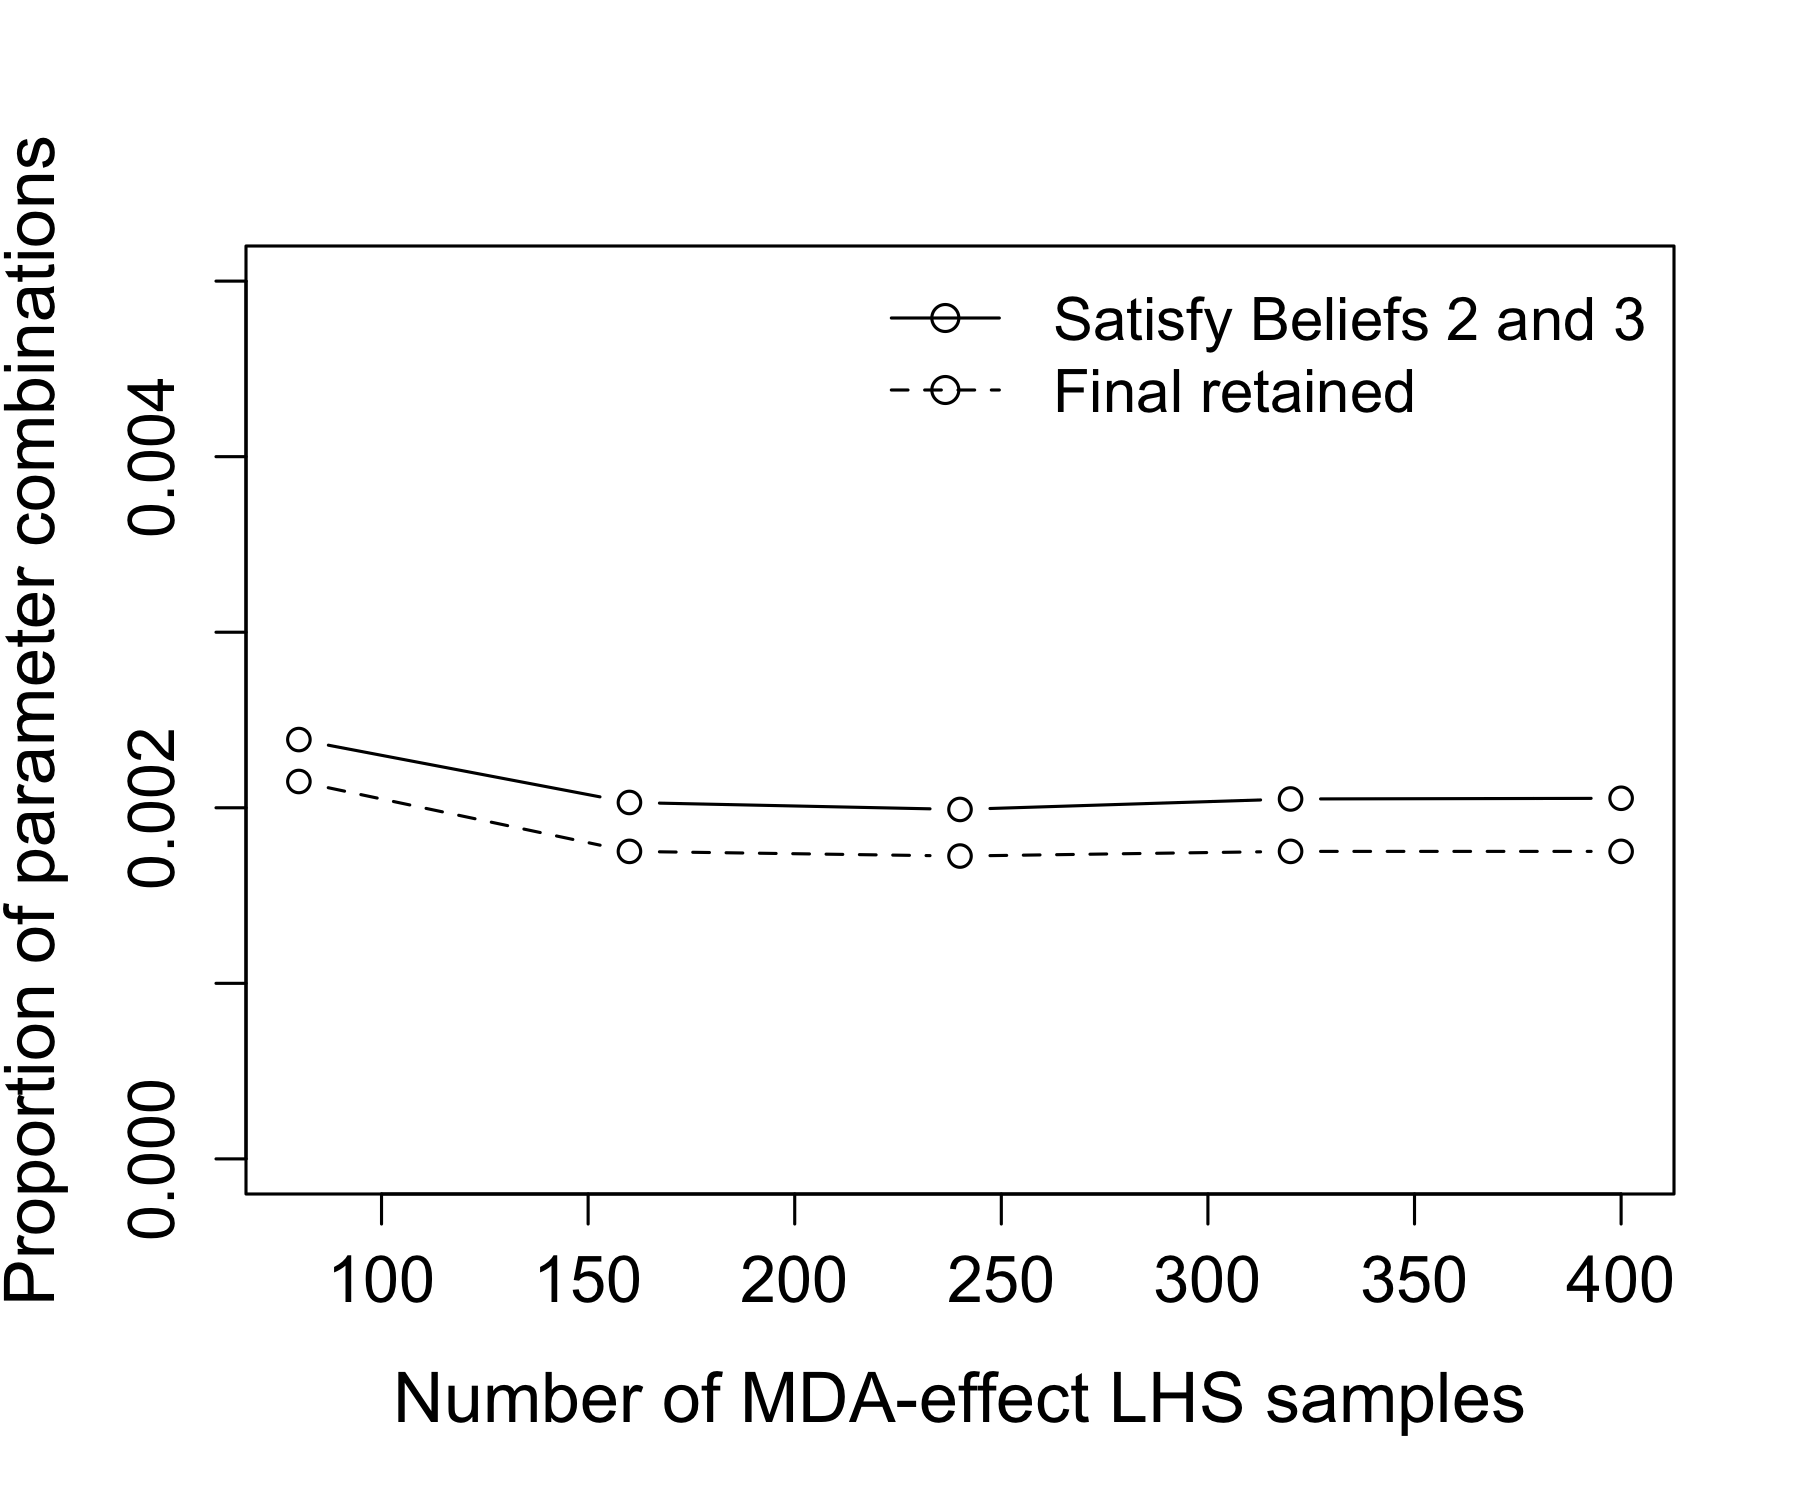 Proportion of parameter combinations
0.004
0.002
0.000
Satisfy Beliefs 2 and 3
Final retained
100 150 200 250 300 350 400
Number of MDA-effect LHS samples